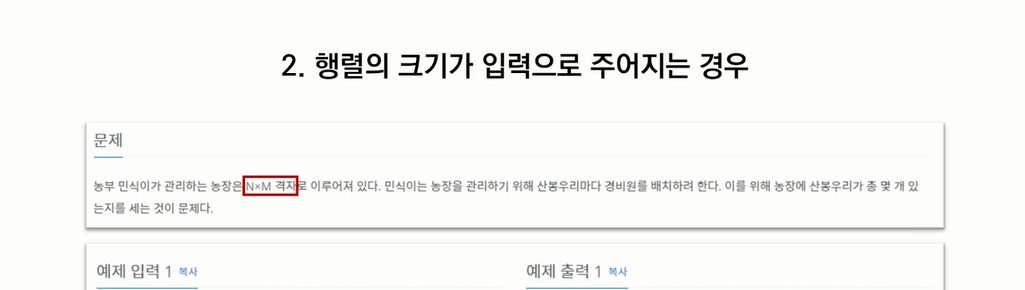 2. 행렬의 크기가 입력으로 주어지는 경우
문제
농부 민식이가 관리하는 농장은 N×M 격자로 이루어져 있다. 민식이는 농장을 관리하기 위해 산봉우리마다 경비원를 배치하려 한다. 이를 위해 농장에 산봉우리가 총 몇 개 있
는지를 세는 것이 문제다.
예제 입력 1 복사
예제 출력 1 복사